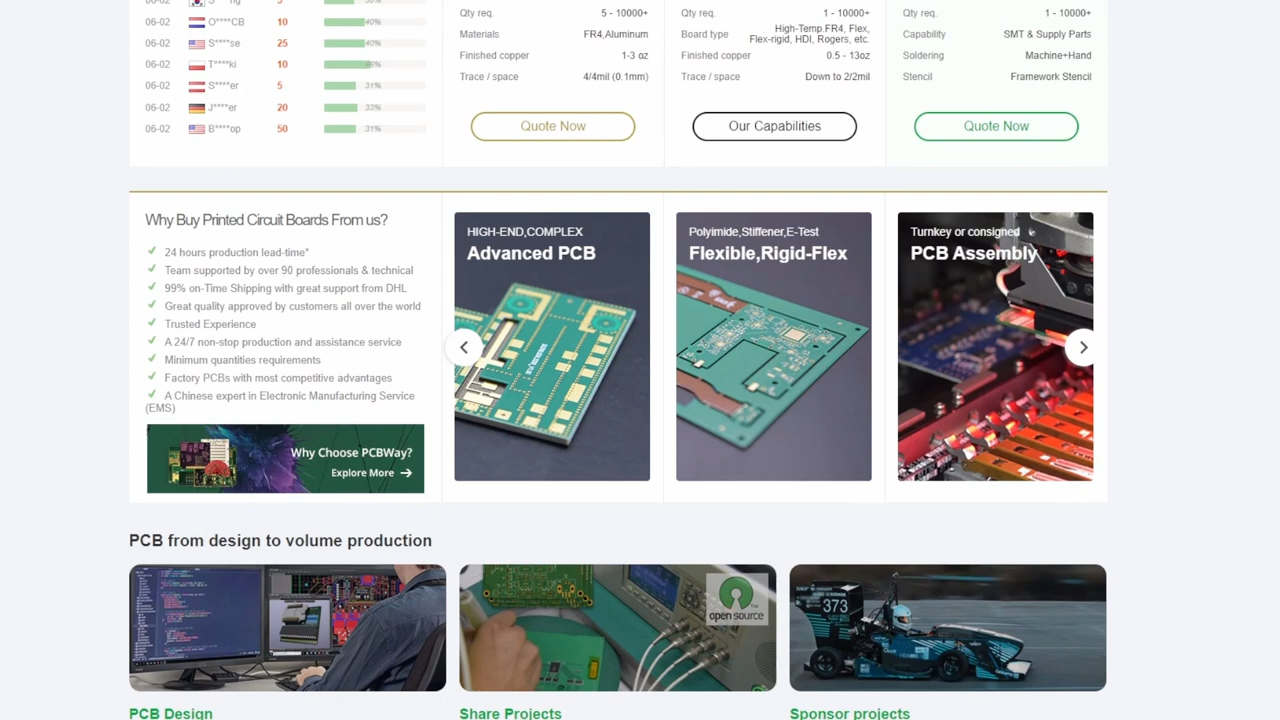 06-02 S****ng 5
06-02 O****CB 10 40%
06-02 S****se 25 40%
06-02 T****ki 10 46%
06-02 S****er 5 31%
06-02 J****er 20 33%
06-02 B****op 50 31%
Qty req. 5 - 10000+
Materials FR4,Aluminum
Finished copper 1-3 oz
Trace / space 4/4mil (0.1mm)
Quote Now
Qty req. 1 - 10000+
Board type High-Temp.FR4, Flex,
Flex-rigid, HDI, Rogers, etc.
Finished copper 0.5 - 13oz
Trace / space Down to 2/2mil
Our Capabilities
Qty req. 1 - 10000+
Capability SMT & Supply Parts
Soldering Machine+Hand
Stencil Framework Stencil
Quote Now
Why Buy Printed Circuit Boards From us?
24 hours production lead-time*
Team supported by over 90 professionals & technical
99% on-Time Shipping with great support from DHL
Great quality approved by customers all over the world
Trusted Experience
A 24/7 non-stop production and assistance service
Minimum quantities requirements
Factory PCBs with most competitive advantages
A Chinese expert in Electronic Manufacturing Service
(EMS)
Why Choose PCBWay?
Explore More →
HIGH-END,COMPLEX
Advanced PCB
Polyimide,Stiffener,E-Test
Flexible,Rigid-Flex
Turnkey or consigned
PCB Assembly
PCB from design to volume production
open source™
373
PCB Design
Share Projects
Sponsor projects